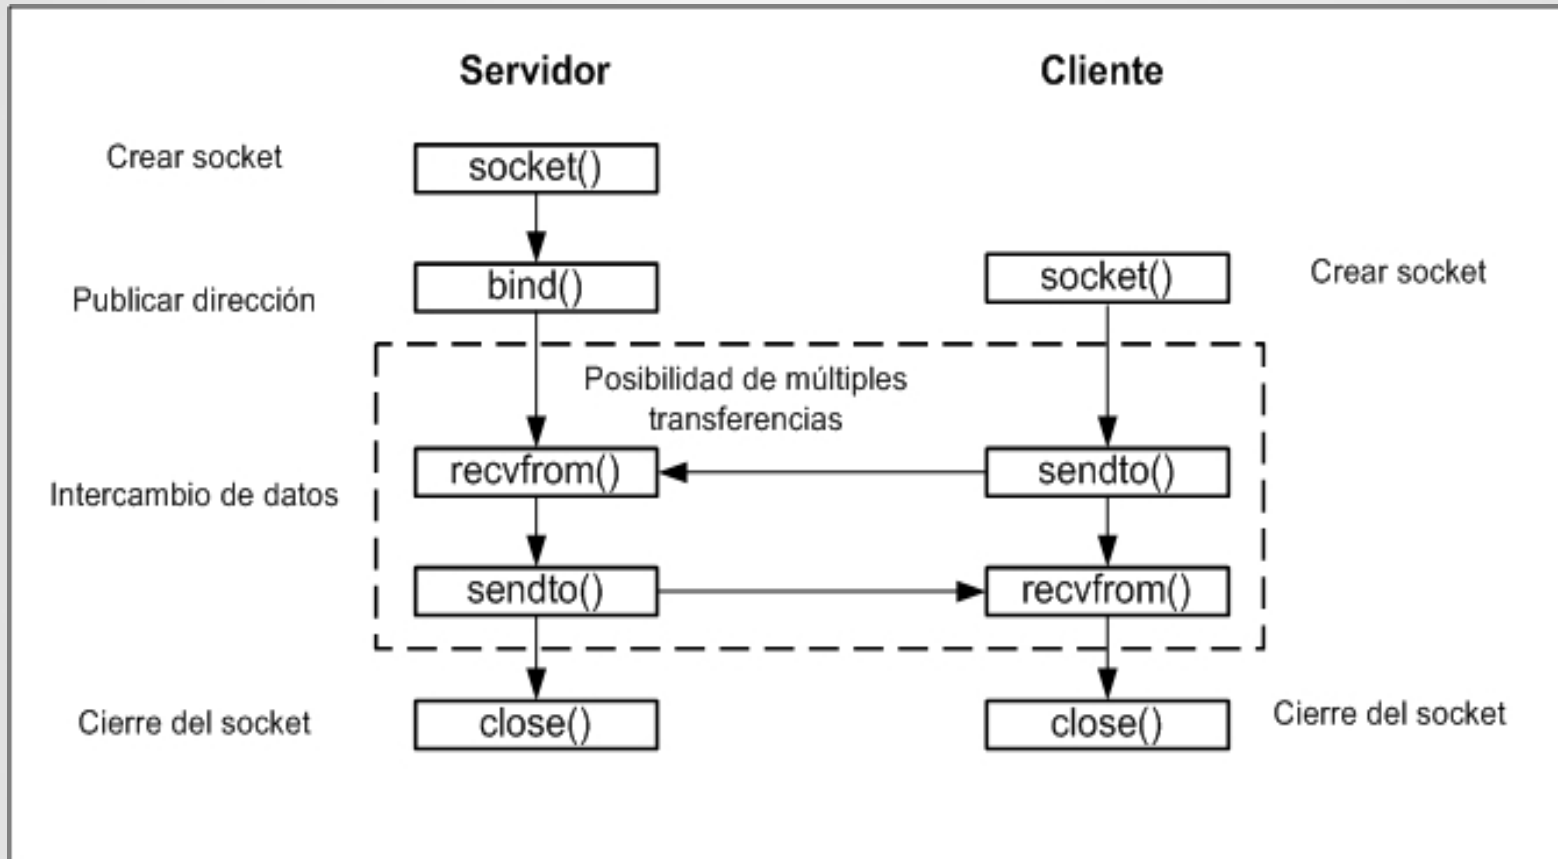 Servidor
Cliente
Crear socket
socket()
Publicar dirección
bind()
socket()
Crear socket
Posibilidad de múltiples
transferencias
Intercambio de datos
recvfrom()
sendto()
sendto()
recvfrom()
Cierre del socket
close()
close()
Cierre del socket